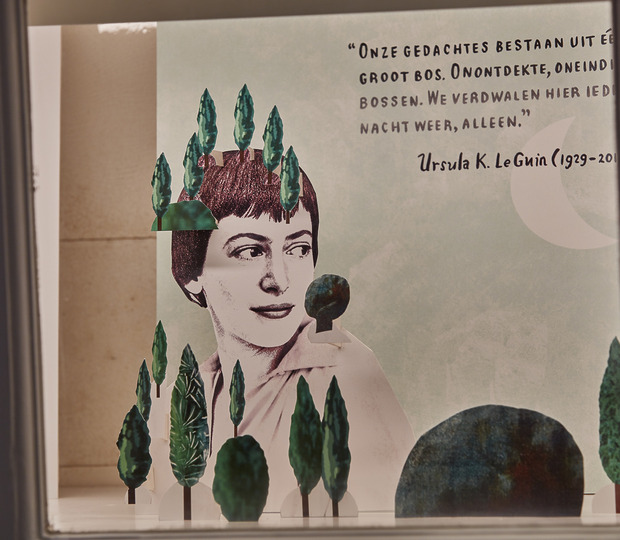 “ONZE GEDACHTES BESTAAN UIT
GROOT BOS. ONONTDEKTE,
BOSSEN. WE VERDWALEN HIER
NACHT WEER, ALLEEN.”
Ursula K. Le Guin (1929-